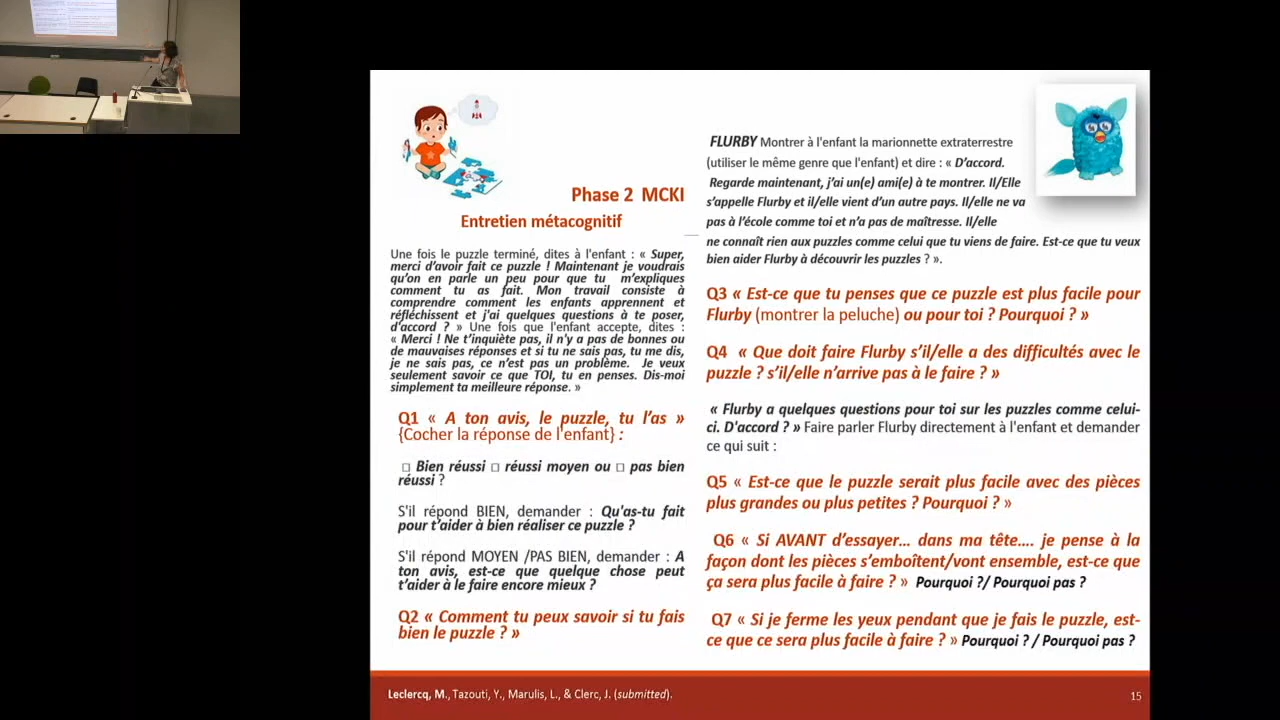 Phase 2 MCKI
Entretien métacognitif
Une fois le puzzle terminé, dites à l'enfant : « Super,
merci d'avoir fait ce puzzle ! Maintenant je voudrais
qu'on en parle un peu pour que tu m'expliques
comment tu as fait. Mon travail consiste à
comprendre comment les enfants apprennent et
réfléchissent et j'ai quelques questions à te poser,
d'accord ? » Une fois que l'enfant accepte, dites :
« Merci ! Ne t'inquiète pas, il n'y a pas de bonnes ou
de mauvaises réponses et si tu ne sais pas, tu me dis,
je ne sais pas, ce n'est pas un problème. Je veux
seulement savoir ce que TOI, tu en penses. Dis-moi
simplement ta meilleure réponse. »
Q1 « A ton avis, le puzzle, tu l'as »
{Cocher la réponse de l'enfant} :
□ Bien réussi □ réussi moyen ou □ pas bien
réussi ?
S'il répond BIEN, demander : Qu'as-tu fait
pour t'aider à bien réaliser ce puzzle ?
S'il répond MOYEN /PAS BIEN, demander : A
ton avis, est-ce que quelque chose peut
t'aider à le faire encore mieux ?
Q2 « Comment tu peux savoir si tu fais
bien le puzzle ? »
FLURBY Montrer à l'enfant la marionnette extraterrestre
(utiliser le même genre que l'enfant) et dire : « D'accord.
Regarde maintenant, j'ai un(e) ami(e) à te montrer. Il/Elle
s'appelle Flurby et il/elle vient d'un autre pays. Il/elle ne va
pas à l'école comme toi et n'a pas de maîtresse. Il/elle
ne connaît rien aux puzzles comme celui que tu viens de faire. Est-ce que tu veux
bien aider Flurby à découvrir les puzzles ? ».
Q3 « Est-ce que tu penses que ce puzzle est plus facile pour
Flurby (montrer la peluche) ou pour toi ? Pourquoi ? »
Q4 « Que doit faire Flurby s'il/elle a des difficultés avec le
puzzle ? s'il/elle n'arrive pas à le faire ? »
« Flurby a quelques questions pour toi sur les puzzles comme celui-
ci. D'accord ? » Faire parler Flurby directement à l'enfant et demander
ce qui suit :
Q5 « Est-ce que le puzzle serait plus facile avec des pièces
plus grandes ou plus petites ? Pourquoi ? »
Q6 « Si AVANT d'essayer… dans ma tête…. je pense à la
façon dont les pièces s'emboîtent/vont ensemble, est-ce que
ça sera plus facile à faire ? » Pourquoi ?/ Pourquoi pas ?
Q7 « Si je ferme les yeux pendant que je fais le puzzle, est-
ce que ce sera plus facile à faire ? » Pourquoi ? / Pourquoi pas ?
Leclercq, M., Tazouti, Y., Marulis, L., & Clerc, J. (submitted).
15